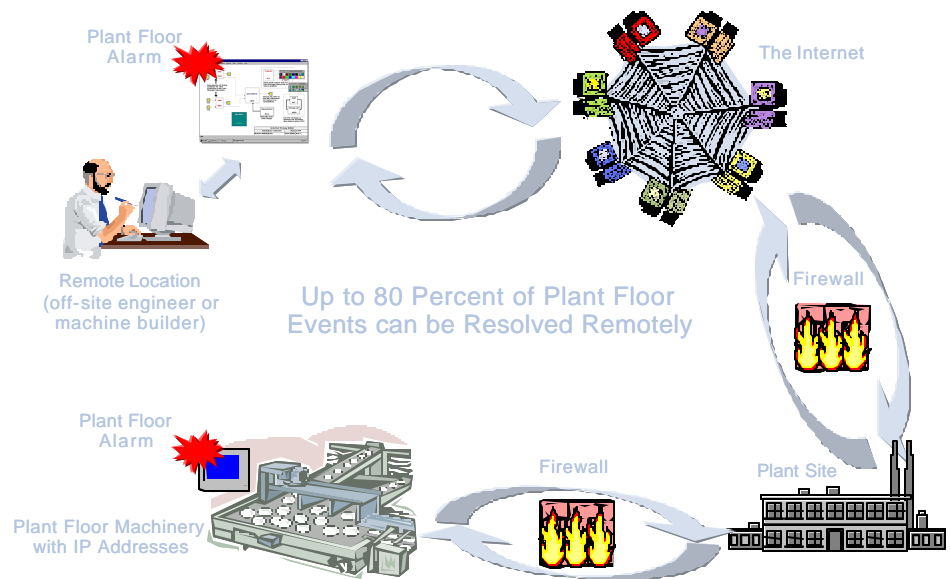 Plant Floor
Alarm
The Internet
Remote Location
(off-site engineer or
machine builder)
Up to 80 Percent of Plant Floor
Events can be Resolved Remotely
Firewall
Plant Floor
Alarm
Firewall
Plant Site
Plant Floor Machinery
with IP Addresses